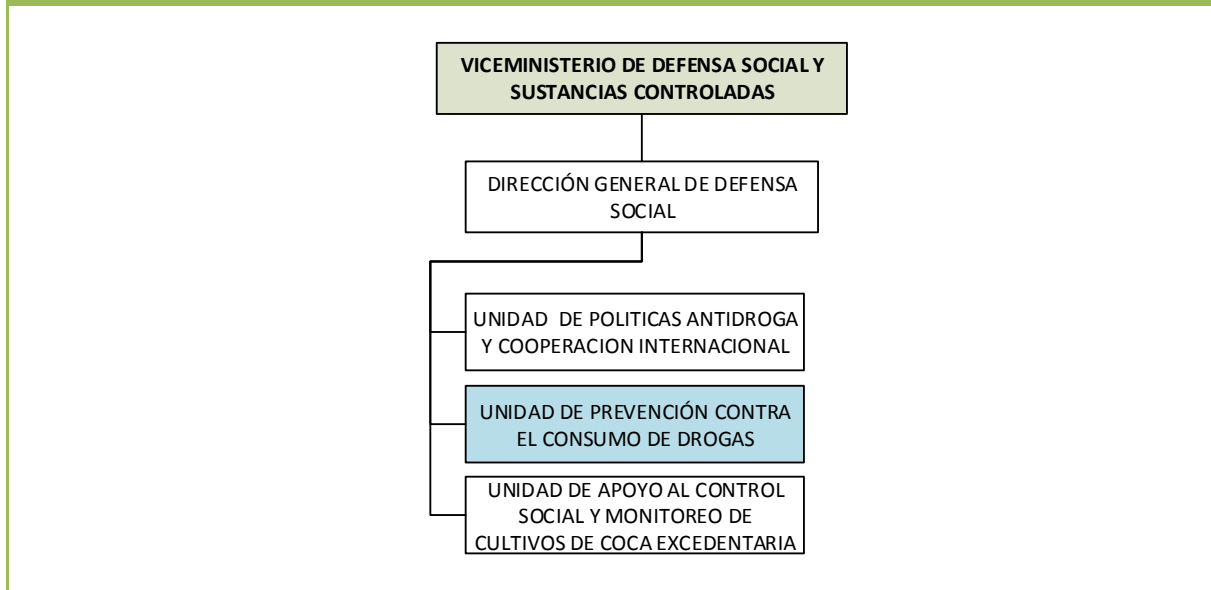 VICEMINISTERIO DE DEFENSA SOCIAL Y
SUSTANCIAS CONTROLADAS
DIRECCIÓN GENERAL DE DEFENSA
SOCIAL
UNIDAD DE POLITICAS ANTIDROGA
Y COOPERACION INTERNACIONAL
UNIDAD DE PREVENCIÓN CONTRA
EL CONSUMO DE DROGAS
UNIDAD DE APOYO AL CONTROL
SOCIAL Y MONITOREO DE
CULTIVOS DE COCA EXCEDENTARIA